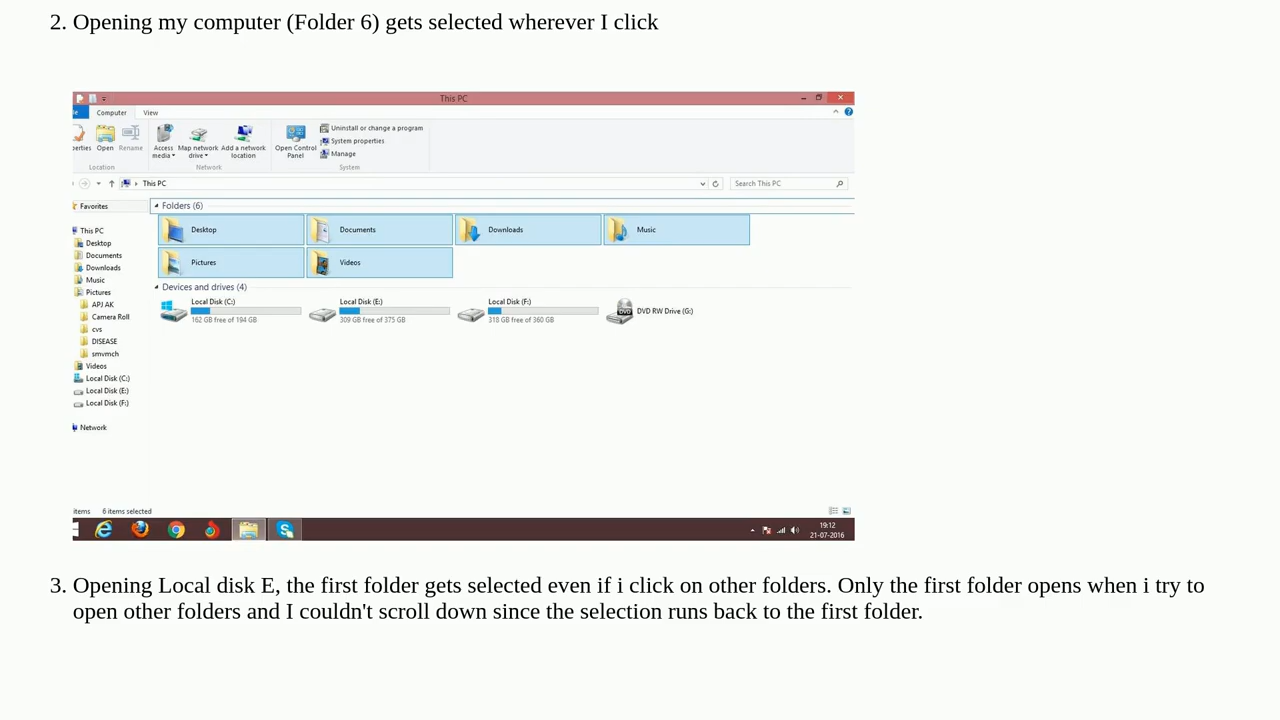 2. Opening my computer (Folder 6) gets selected wherever I click
This PC
Computer View
Open Rename
Access media
Map network drive
Add a network location
Open Control Panel
Uninstall or change a program
System properties
Manage
Location Network System
This PC
Search This PC
Favorites
This PC
Desktop
Documents
Downloads
Music
Pictures
APJ AK
Camera Roll
cvs
DISEASE
smvmch
Videos
Local Disk (C:)
Local Disk (E:)
Local Disk (F:)
Network
Folders (6)
Desktop Documents Downloads Music
Pictures Videos
Devices and drives (4)
Local Disk (C:)
162 GB free of 194 GB
Local Disk (E:)
309 GB free of 375 GB
Local Disk (F:)
318 GB free of 360 GB
DVD RW Drive (G:)
items 6 items selected
19:12
21-07-2016
3. Opening Local disk E, the first folder gets selected even if i click on other folders. Only the first folder opens when i try to
open other folders and I couldn't scroll down since the selection runs back to the first folder.